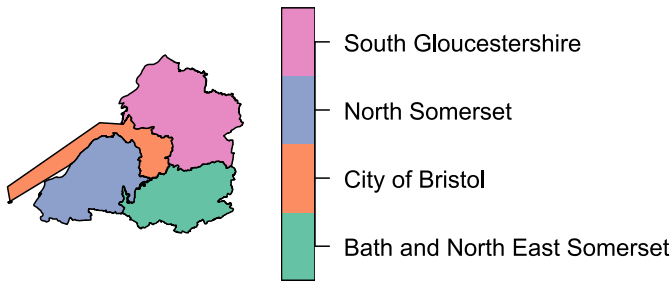 South Gloucestershire
North Somerset
City of Bristol
Bath and North East Somerset